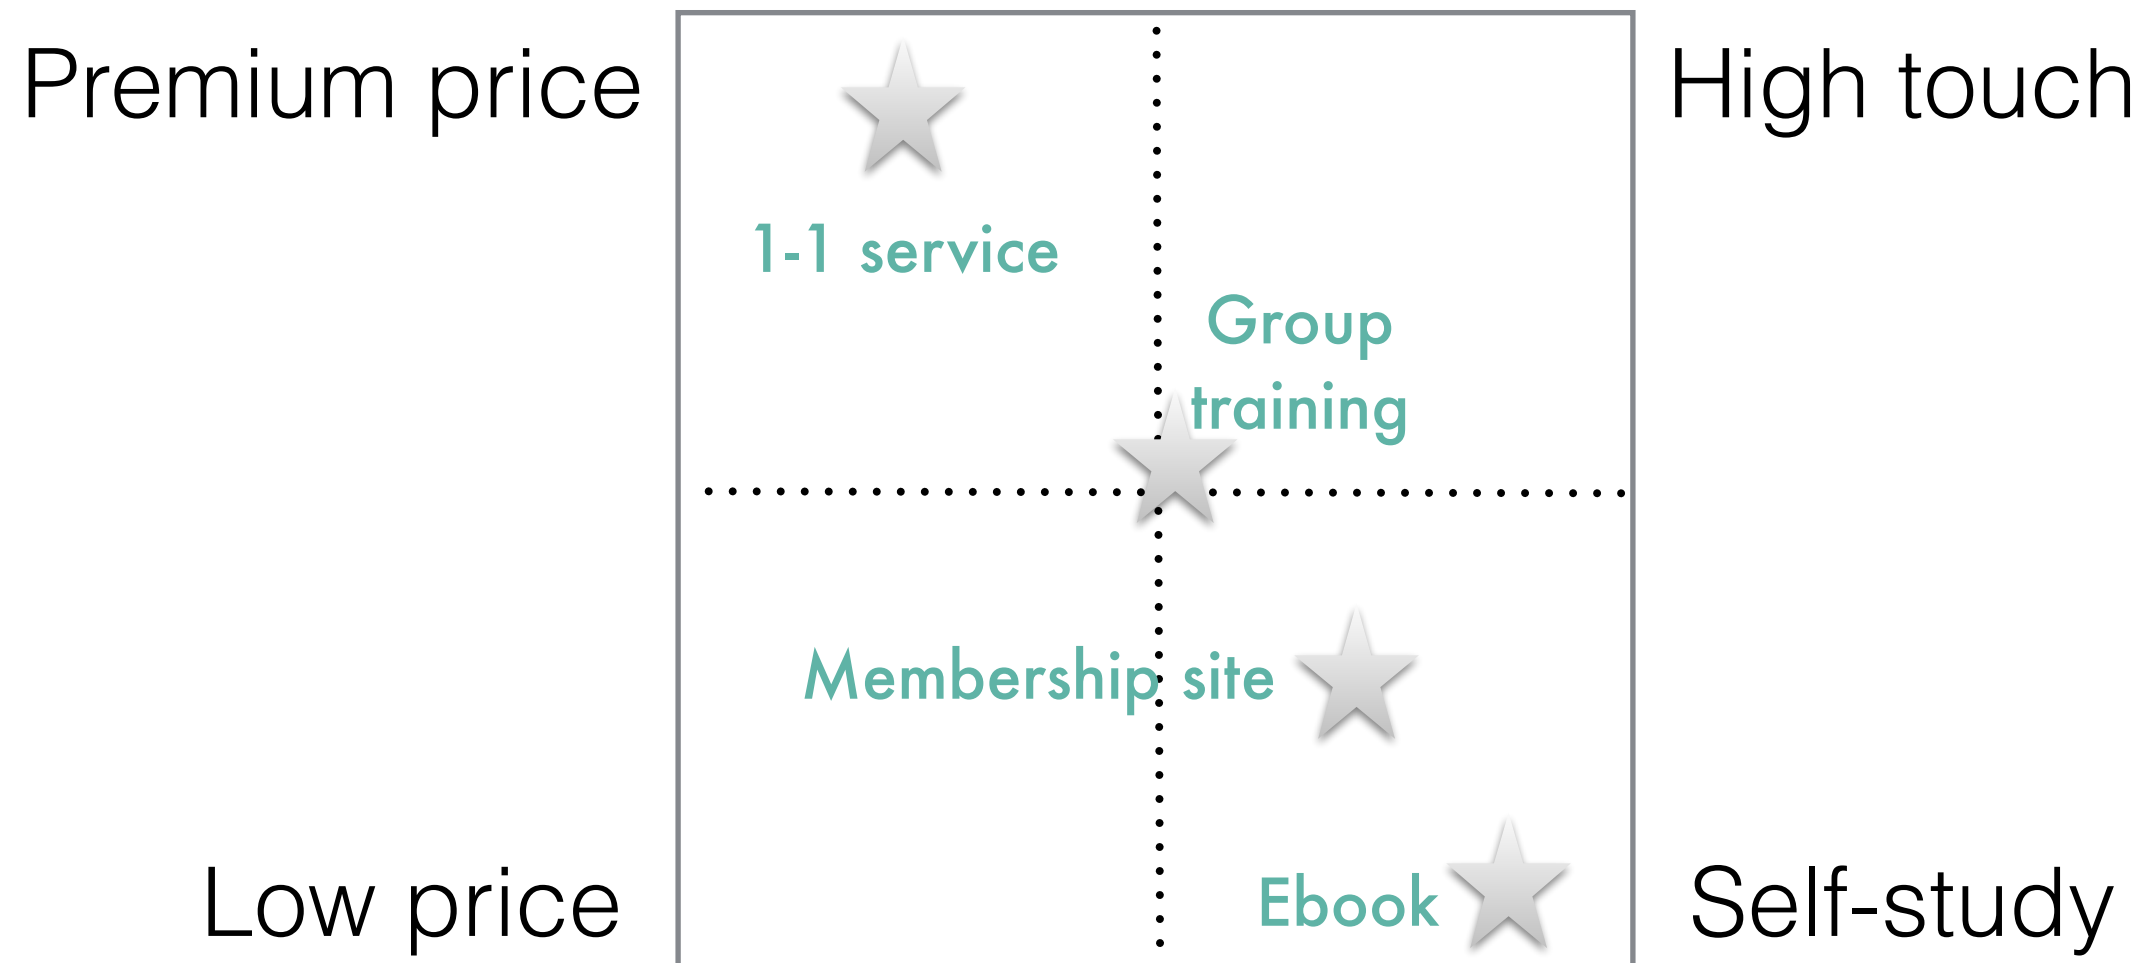 Premium price
High touch
1-1 service
Group
training
Membership site
Ebook
Low price
Self-study